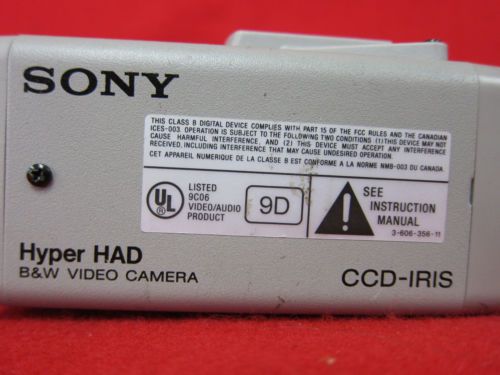 SONY
THIS CLASS B DIGITAL DEVICE COMPLIES WITH PART 15 OF THE FCC RULES AND THE CANADIAN
ICES-003 OPERATION IS SUBJECT TO THE FOLLOWING TWO CONDITIONS (1)THIS DEVICE MAY NOT
CAUSE HARMFUL INTERFERENCE, AND (2) THIS DEVICE MUST ACCEPT ANY INTERFERENCE
RECEIVED,INCLUDING INTERFERENCE THAT MAY CAUSE UNDESIRED OPERATION.
CET APPAREIL NUMERIQUE DE LA CLASSE B EST CONFORME A LA NORME NMB-003 DU CANADA.
UL
LISTED
9C06
VIDEO/AUDIO
PRODUCT
9D
SEE
INSTRUCTION
MANUAL
3-606-356-11
Hyper HAD
B&W VIDEO CAMERA
CCD-IRIS